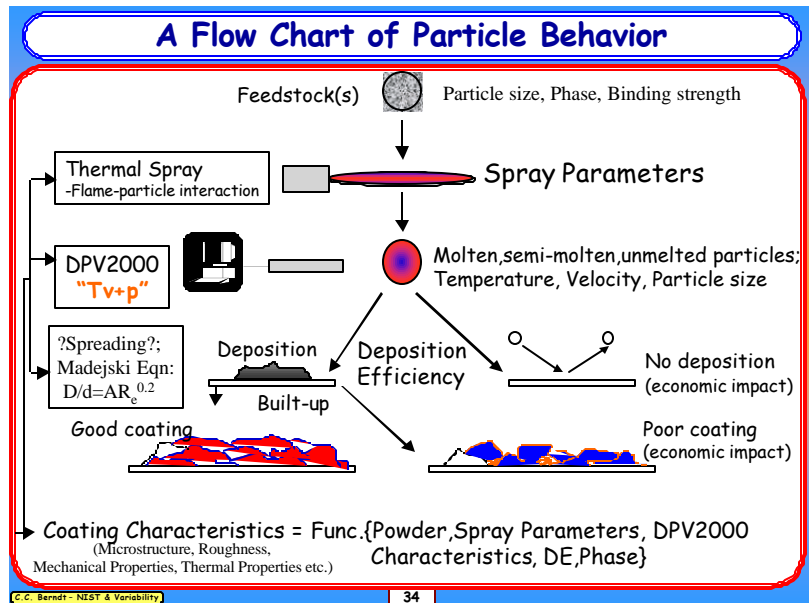 A Flow Chart of Particle Behavior
Feedstock(s)
Particle size, Phase, Binding strength
Thermal Spray
-Flame-particle interaction
Spray Parameters
DPV2000
“Tv+p”
Molten,semi-molten,unmelted particles;
Temperature, Velocity, Particle size
?Spreading?;
Madejski Eqn:
D/d=ARe^0.2
Deposition
Deposition
Efficiency
No deposition
(economic impact)
Built-up
Good coating
Poor coating
(economic impact)
Coating Characteristics = Func.{Powder,Spray Parameters, DPV2000
Characteristics, DE,Phase}
(Microstructure, Roughness,
Mechanical Properties, Thermal Properties etc.)
C.C. Berndt - NIST & Variability
34